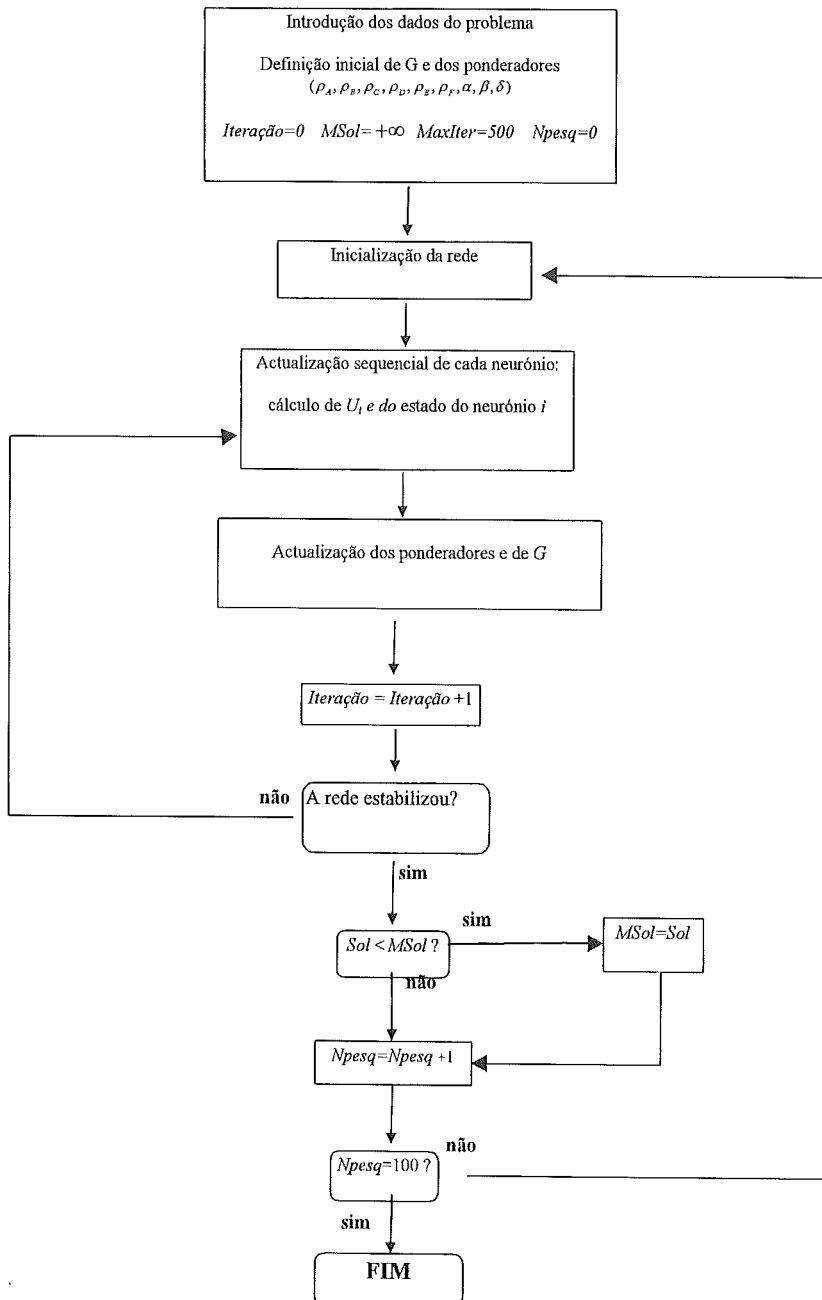 Introdução dos dados do problema
Definição inicial de G e dos ponderadores
(ρA, ρB, ρC, ρD, ρE, ρF, α, β, δ)
Iteração=0 MSol= +∞ MaxIter=500 Npesq=0
Inicialização da rede
Actualização sequencial de cada neurónio:
cálculo de Ui e do estado do neurónio i
Actualização dos ponderadores e de G
Iteração = Iteração +1
não
A rede estabilizou?
sim
Sol < MSol ?
sim
MSol=Sol
não
Npesq=Npesq +1
não
Npesq=100 ?
sim
FIM